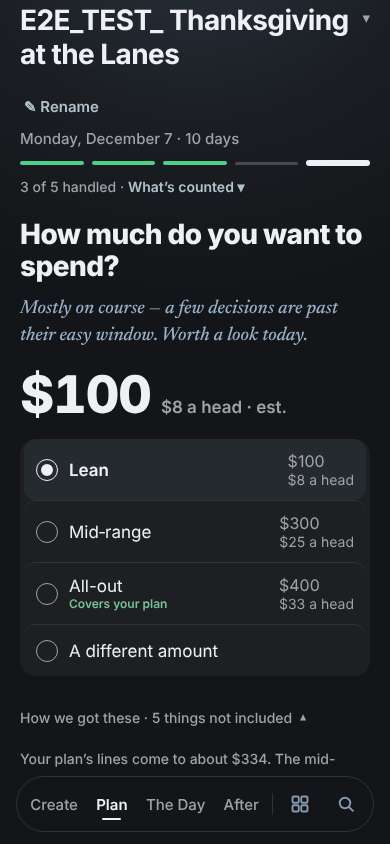 E2E_TEST_ Thanksgiving ▾
at the Lanes
✎ Rename
Monday, December 7 · 10 days
3 of 5 handled · What's counted ▾
How much do you want to
spend?
Mostly on course – a few decisions are past
their easy window. Worth a look today.
$100 $8 a head · est.
Lean
$100
$8 a head
Mid-range
$300
$25 a head
All-out
Covers your plan
$400
$33 a head
A different amount
How we got these · 5 things not included ▴
Your plan's lines come to about $334. The mid-
Create Plan The Day After